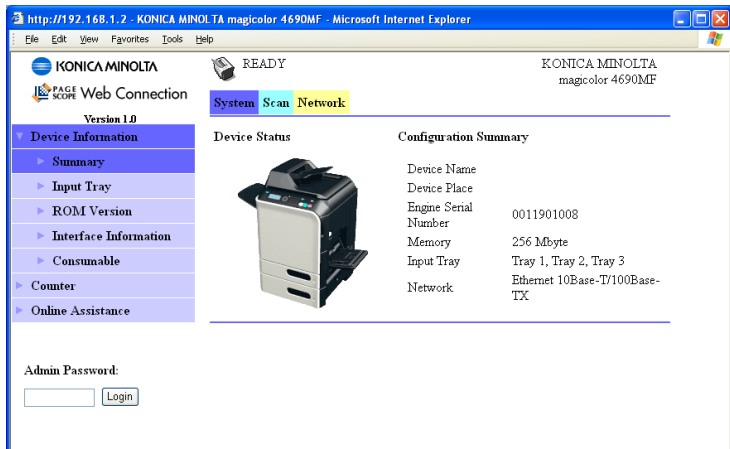 http://192.168.1.2 - KONICA MINOLTA magicolor 4690MF - Microsoft Internet Explorer
File Edit View Favorites Tools Help
KONICA MINOLTA
PAGE SCOPE Web Connection
Version 1.0
READY
KONICA MINOLTA
magicolor 4690MF
System Scan Network
Device Information
Summary
Input Tray
ROM Version
Interface Information
Consumable
Counter
Online Assistance
Admin Password:
Login
Device Status
Configuration Summary
Device Name
Device Place
Engine Serial
Number 0011901008
Memory 256 Mbyte
Input Tray Tray 1, Tray 2, Tray 3
Network Ethernet 10Base-T/100Base-
TX